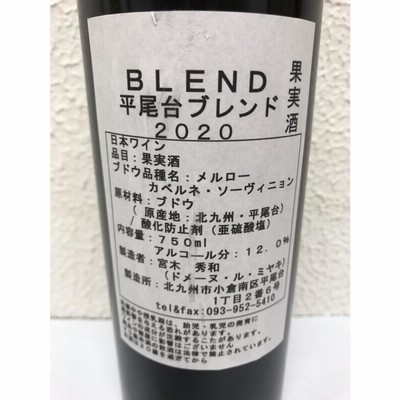 BLEND
平尾台ブレンド
2020
果実酒
日本ワイン
品目：果実酒
ブドウ品種名：メルロー
カベルネ・ソーヴィニョン
原材料：ブドウ
（原産地：北九州・平尾台）
/酸化防止剤（亜硫酸塩）
内容量：750ml
アルコール分：12.0%
製造者：宮木 秀和
（ドメーヌ・ル・ミヤキ）
製造所：北九州市小倉南区平尾台
1丁目2番6号
tel&fax:093-952-5410